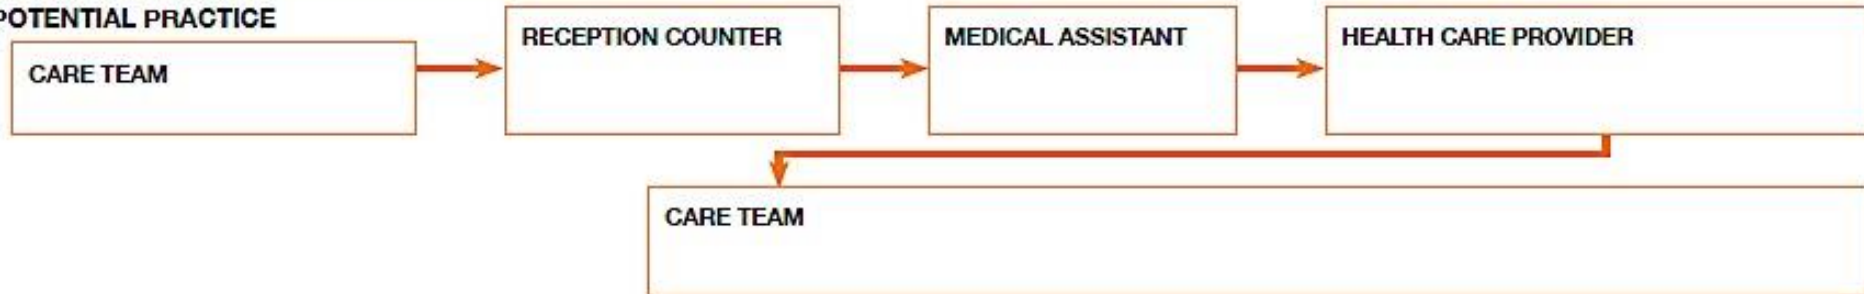 POTENTIAL PRACTICE
CARE TEAM
RECEPTION COUNTER
MEDICAL ASSISTANT
HEALTH CARE PROVIDER
CARE TEAM